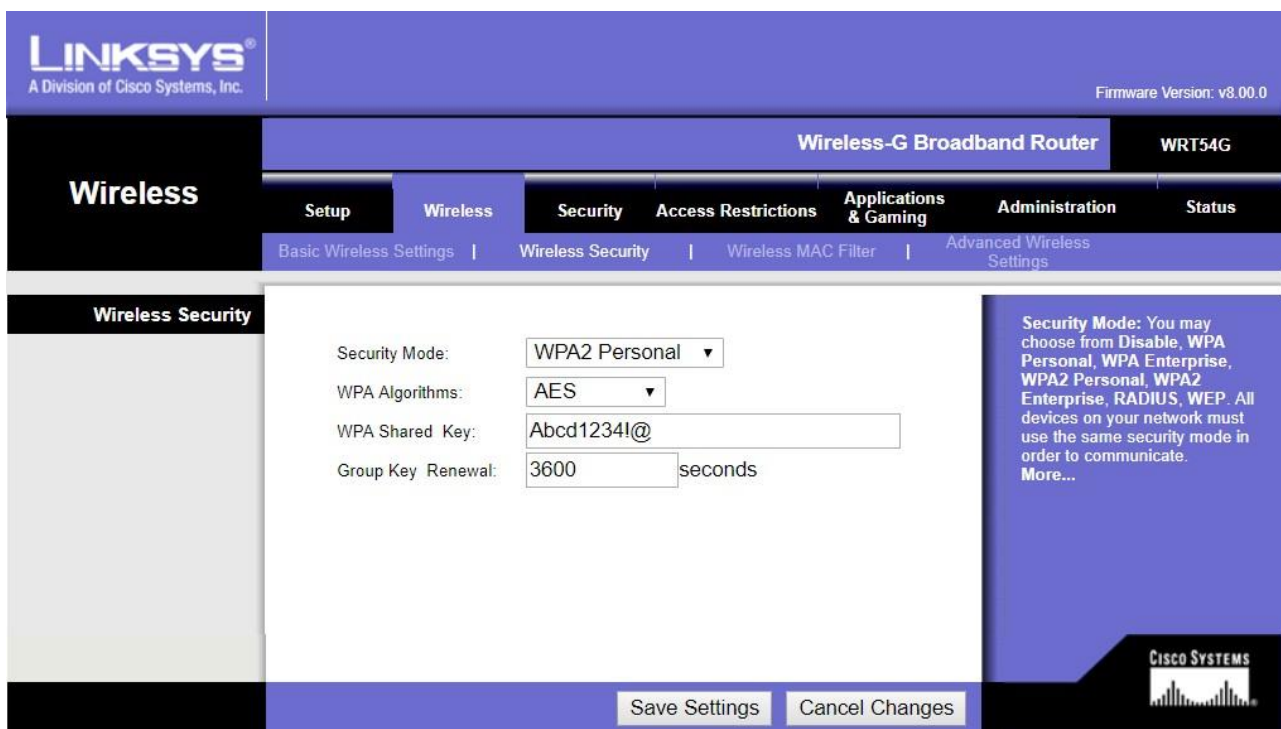 LINKSYS®
A Division of Cisco Systems, Inc.
Firmware Version: v8.00.0
Wireless-G Broadband Router WRT54G
Wireless
Setup Wireless Security Access Restrictions Applications & Gaming Administration Status
Basic Wireless Settings | Wireless Security | Wireless MAC Filter | Advanced Wireless Settings
Wireless Security
Security Mode: WPA2 Personal
WPA Algorithms: AES
WPA Shared Key: Abcd1234!@
Group Key Renewal: 3600 seconds
Security Mode: You may
choose from Disable, WPA
Personal, WPA Enterprise,
WPA2 Personal, WPA2
Enterprise, RADIUS, WEP. All
devices on your network must
use the same security mode in
order to communicate.
More...
CISCO SYSTEMS
Save Settings Cancel Changes